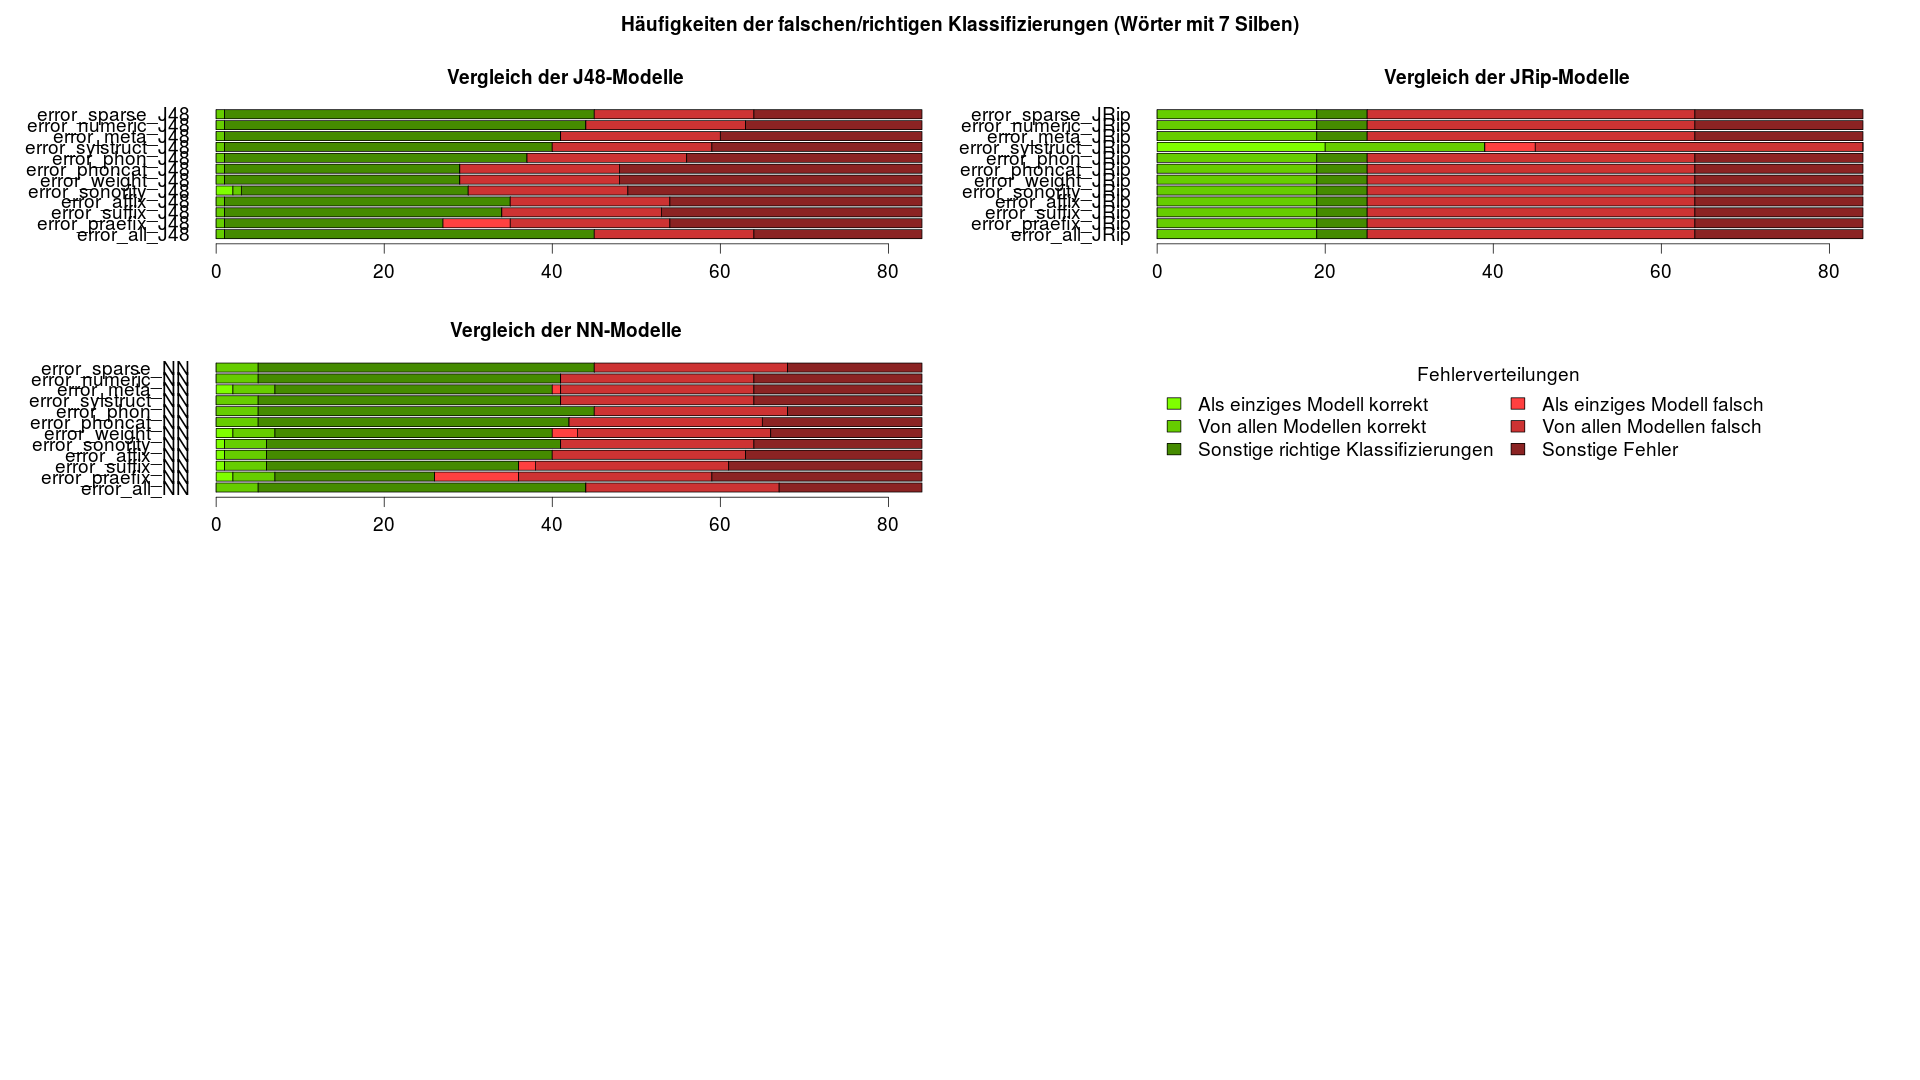 Häufigkeiten der falschen/richtigen Klassifizierungen (Wörter mit 7 Silben)
Vergleich der J48-Modelle
error_sparse_J48
error_numeric_J48
error_meta_J48
error_sylstruct_J48
error_phon_J48
error_phoncat_J48
error_weight_J48
error_sonority_J48
error_affix_J48
error_suffix_J48
error_praefix_J48
error_all_J48
0 20 40 60 80
Vergleich der JRip-Modelle
error_sparse_JRip
error_numeric_JRip
error_meta_JRip
error_sylstruct_JRip
error_phon_JRip
error_phoncat_JRip
error_weight_JRip
error_sonority_JRip
error_affix_JRip
error_suffix_JRip
error_praefix_JRip
error_all_JRip
0 20 40 60 80
Vergleich der NN-Modelle
error_sparse_NN
error_numeric_NN
error_meta_NN
error_sylstruct_NN
error_phon_NN
error_phoncat_NN
error_weight_NN
error_sonority_NN
error_affix_NN
error_suffix_NN
error_praefix_NN
error_all_NN
0 20 40 60 80
Fehlerverteilungen
Als einziges Modell korrekt
Von allen Modellen korrekt
Sonstige richtige Klassifizierungen
Als einziges Modell falsch
Von allen Modellen falsch
Sonstige Fehler